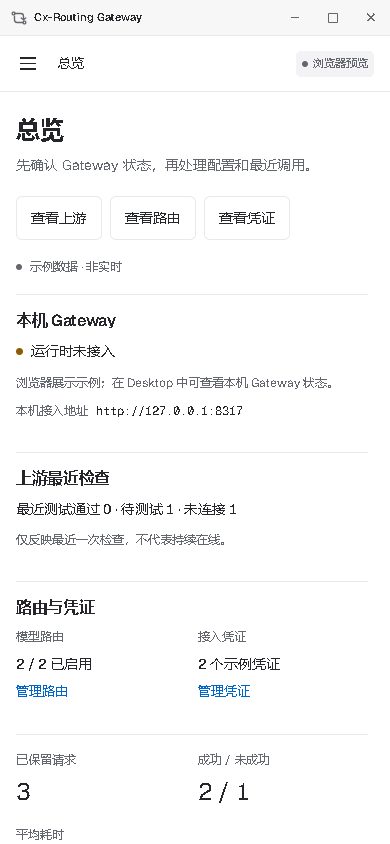 Cx-Routing Gateway
总览
浏览器预览
总览
先确认 Gateway 状态，再处理配置和最近调用。
查看上游 查看路由 查看凭证
示例数据 · 非实时
本机 Gateway
运行时未接入
浏览器展示示例；在 Desktop 中可查看本机 Gateway 状态。
本机接入地址 http://127.0.0.1:8317
上游最近检查
最近测试通过 0 · 待测试 1 · 未连接 1
仅反映最近一次检查，不代表持续在线。
路由与凭证
模型路由 接入凭证
2 / 2 已启用 2 个示例凭证
管理路由 管理凭证
已保留请求 成功 / 未成功
3 2 / 1
平均耗时